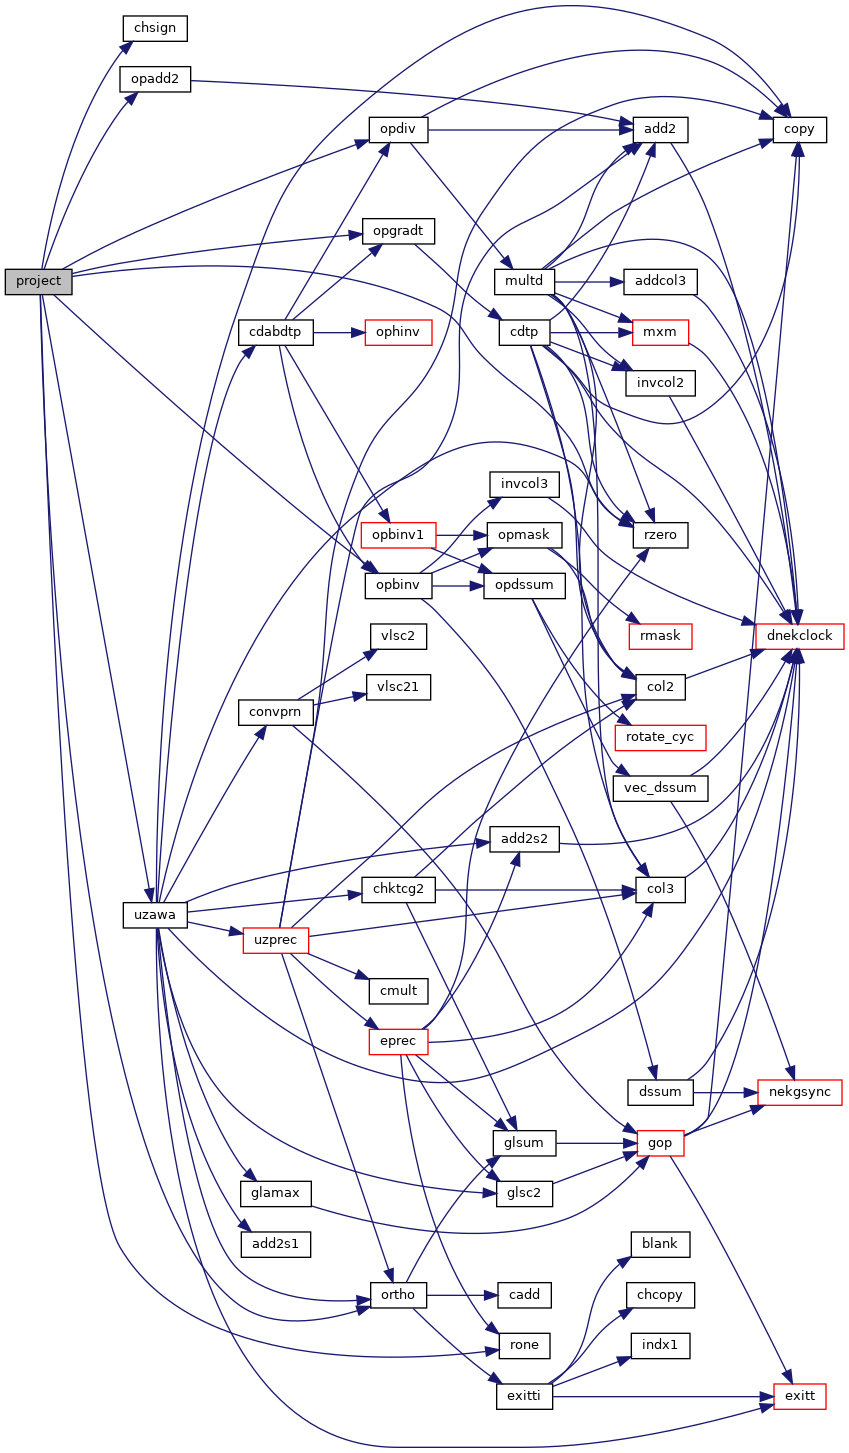 chsign
opadd2
opdiv
add2
copy
opgradt
project
multd
addcol3
cdabdtp
ophinv
cdtp
mxm
invcol2
invcol3
opbinv1
opmask
rzero
opbinv
opdssum
vlsc2
rmask
dnekclock
vlsc21
col2
convprn
rotate_cyc
vec_dssum
add2s2
chktcg2
col3
uzawa
uzprec
cmult
eprec
dssum
nekgsync
glsum
gop
glamax
glsc2
add2s1
blank
ortho
cadd
chcopy
rone
indx1
exitti
exitt